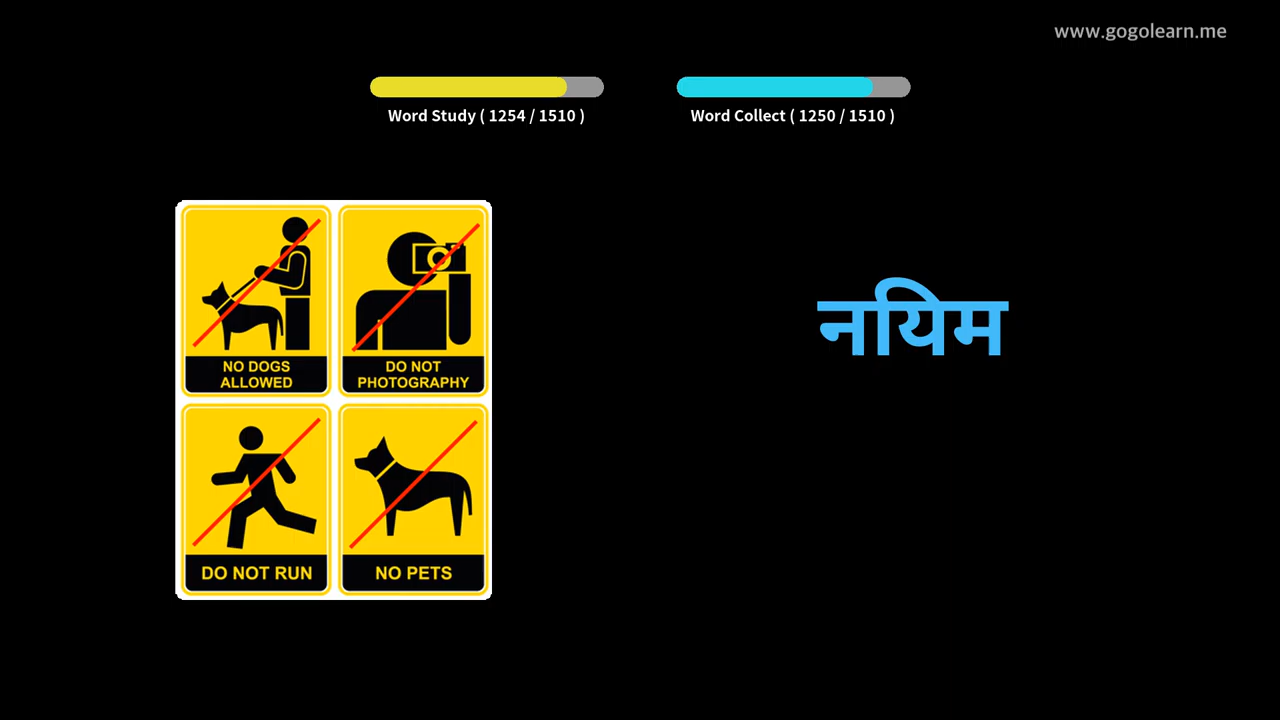 www.gogolearn.me
Word Study ( 1254 / 1510 )
Word Collect ( 1250 / 1510 )
NO DOGS
ALLOWED
DO NOT
PHOTOGRAPHY
नयिम
DO NOT RUN
NO PETS